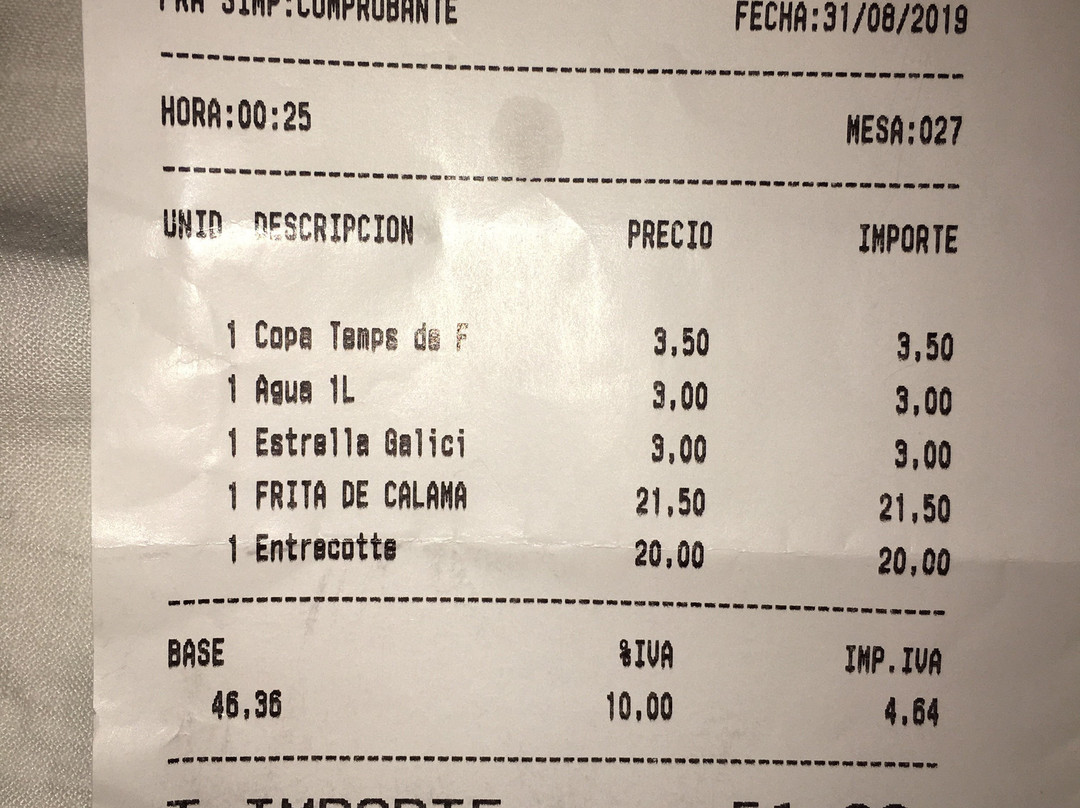 FRA SIMP:COMPROBANTE FECHA:31/08/2019
HORA:00:25 MESA:027
UNID DESCRIPCION PRECIO IMPORTE
1 Copa Temps de F 3,50 3,50
1 Agua 1L 3,00 3,00
1 Estrella Galici 3,00 3,00
1 FRITA DE CALAMA 21,50 21,50
1 Entrecotte 20,00 20,00
BASE %IVA IMP.IVA
46,36 10,00 4,64
T. IMPORTE